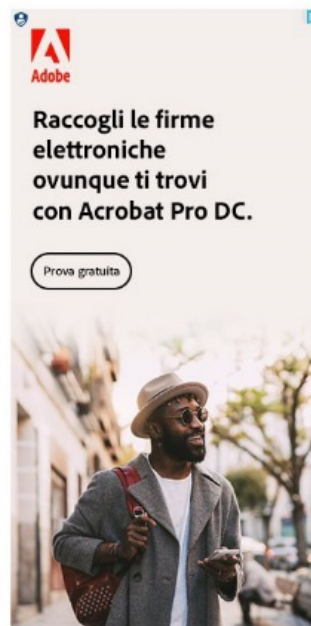 Adobe
Raccogli le firme
elettroniche
ovunque ti trovi
con Acrobat Pro DC.
Prova gratuita